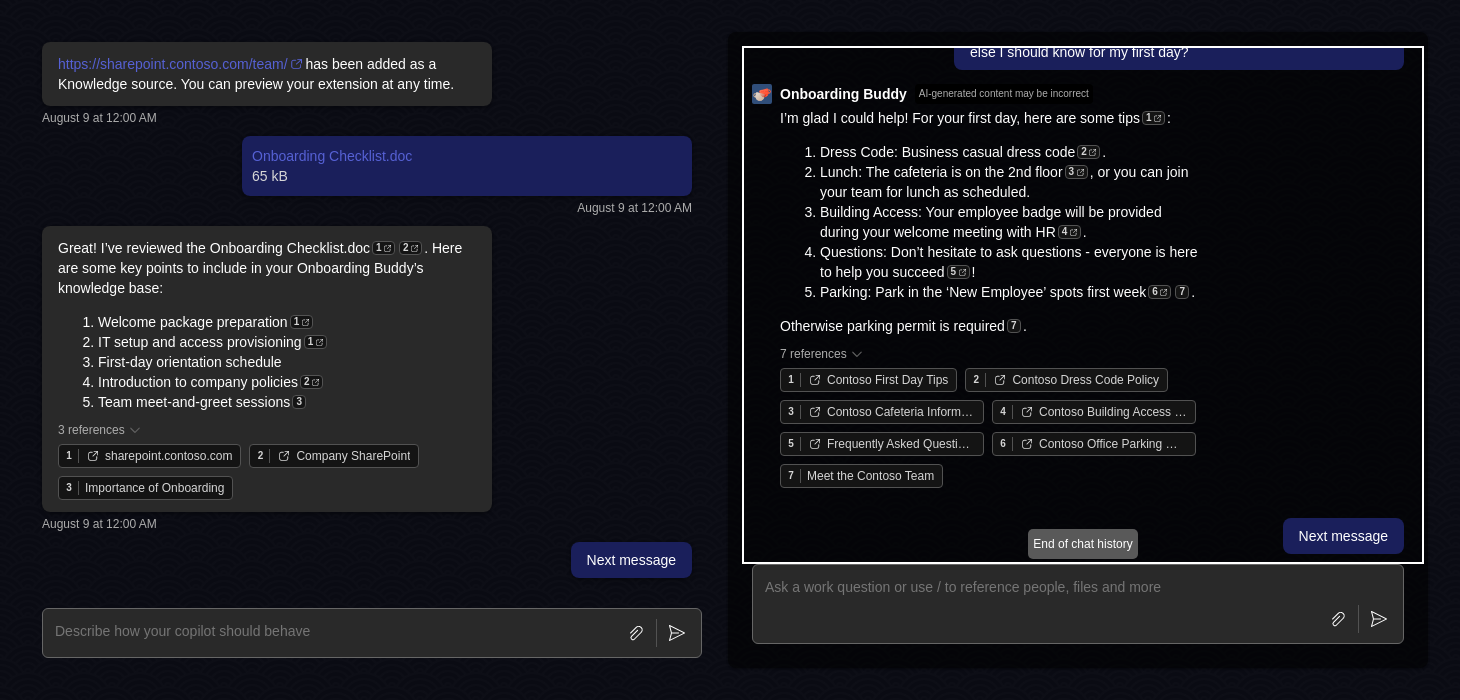 https://sharepoint.contoso.com/team/ has been added as a
Knowledge source. You can preview your extension at any time.
August 9 at 12:00 AM
Onboarding Checklist.doc
65 kB
August 9 at 12:00 AM
Great! I’ve reviewed the Onboarding Checklist.doc 1 2 . Here
are some key points to include in your Onboarding Buddy’s
knowledge base:
1. Welcome package preparation 1
2. IT setup and access provisioning 1
3. First-day orientation schedule
4. Introduction to company policies 2
5. Team meet-and-greet sessions 3
3 references
1 sharepoint.contoso.com 2 Company SharePoint
3 Importance of Onboarding
August 9 at 12:00 AM
Next message
Describe how your copilot should behave
else I should know for my first day?
Onboarding Buddy AI-generated content may be incorrect
I’m glad I could help! For your first day, here are some tips 1 :
1. Dress Code: Business casual dress code 2 .
2. Lunch: The cafeteria is on the 2nd floor 3 , or you can join
your team for lunch as scheduled.
3. Building Access: Your employee badge will be provided
during your welcome meeting with HR 4 .
4. Questions: Don’t hesitate to ask questions - everyone is here
to help you succeed 5 !
5. Parking: Park in the ‘New Employee’ spots first week 6 7 .
Otherwise parking permit is required 7 .
7 references
1 Contoso First Day Tips 2 Contoso Dress Code Policy
3 Contoso Cafeteria Inform… 4 Contoso Building Access …
5 Frequently Asked Questi… 6 Contoso Office Parking …
7 Meet the Contoso Team
Next message
End of chat history
Ask a work question or use / to reference people, files and more